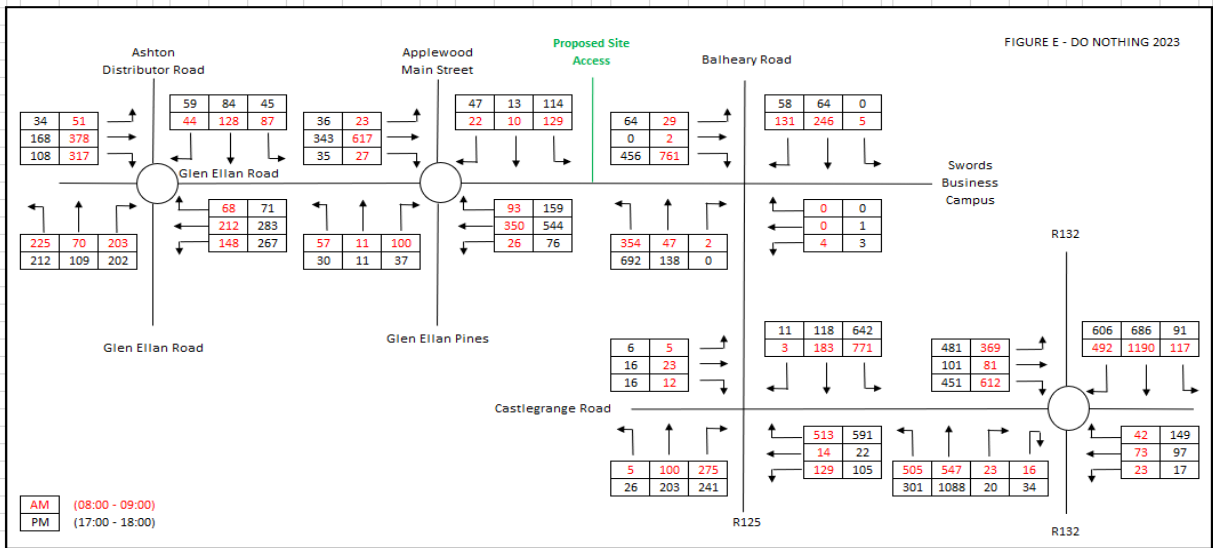 FIGURE E - DO NOTHING 2023
Ashton
Distributor Road
Applewood
Main Street
Proposed Site
Access
Balheary Road
34 51
168 378
108 317
59 84 45
44 128 87
36 23
343 617
35 27
47 13 114
22 10 129
64 29
0 2
456 761
58 64 0
131 246 5
Glen Ellan Road
Swords
Business
Campus
225 70 203
212 109 202
68 71
212 283
148 267
57 11 100
30 11 37
93 159
350 544
26 76
354 47 2
692 138 0
0 0
0 1
4 3
R132
Glen Ellan Road
Glen Ellan Pines
6 5
16 23
16 12
11 118 642
3 183 771
481 369
101 81
451 612
606 686 91
492 1190 117
Castlegrange Road
5 100 275
26 203 241
513 591
14 22
129 105
505 547 23 16
301 1088 20 34
42 149
73 97
23 17
AM (08:00 - 09:00)
PM (17:00 - 18:00)
R125
R132